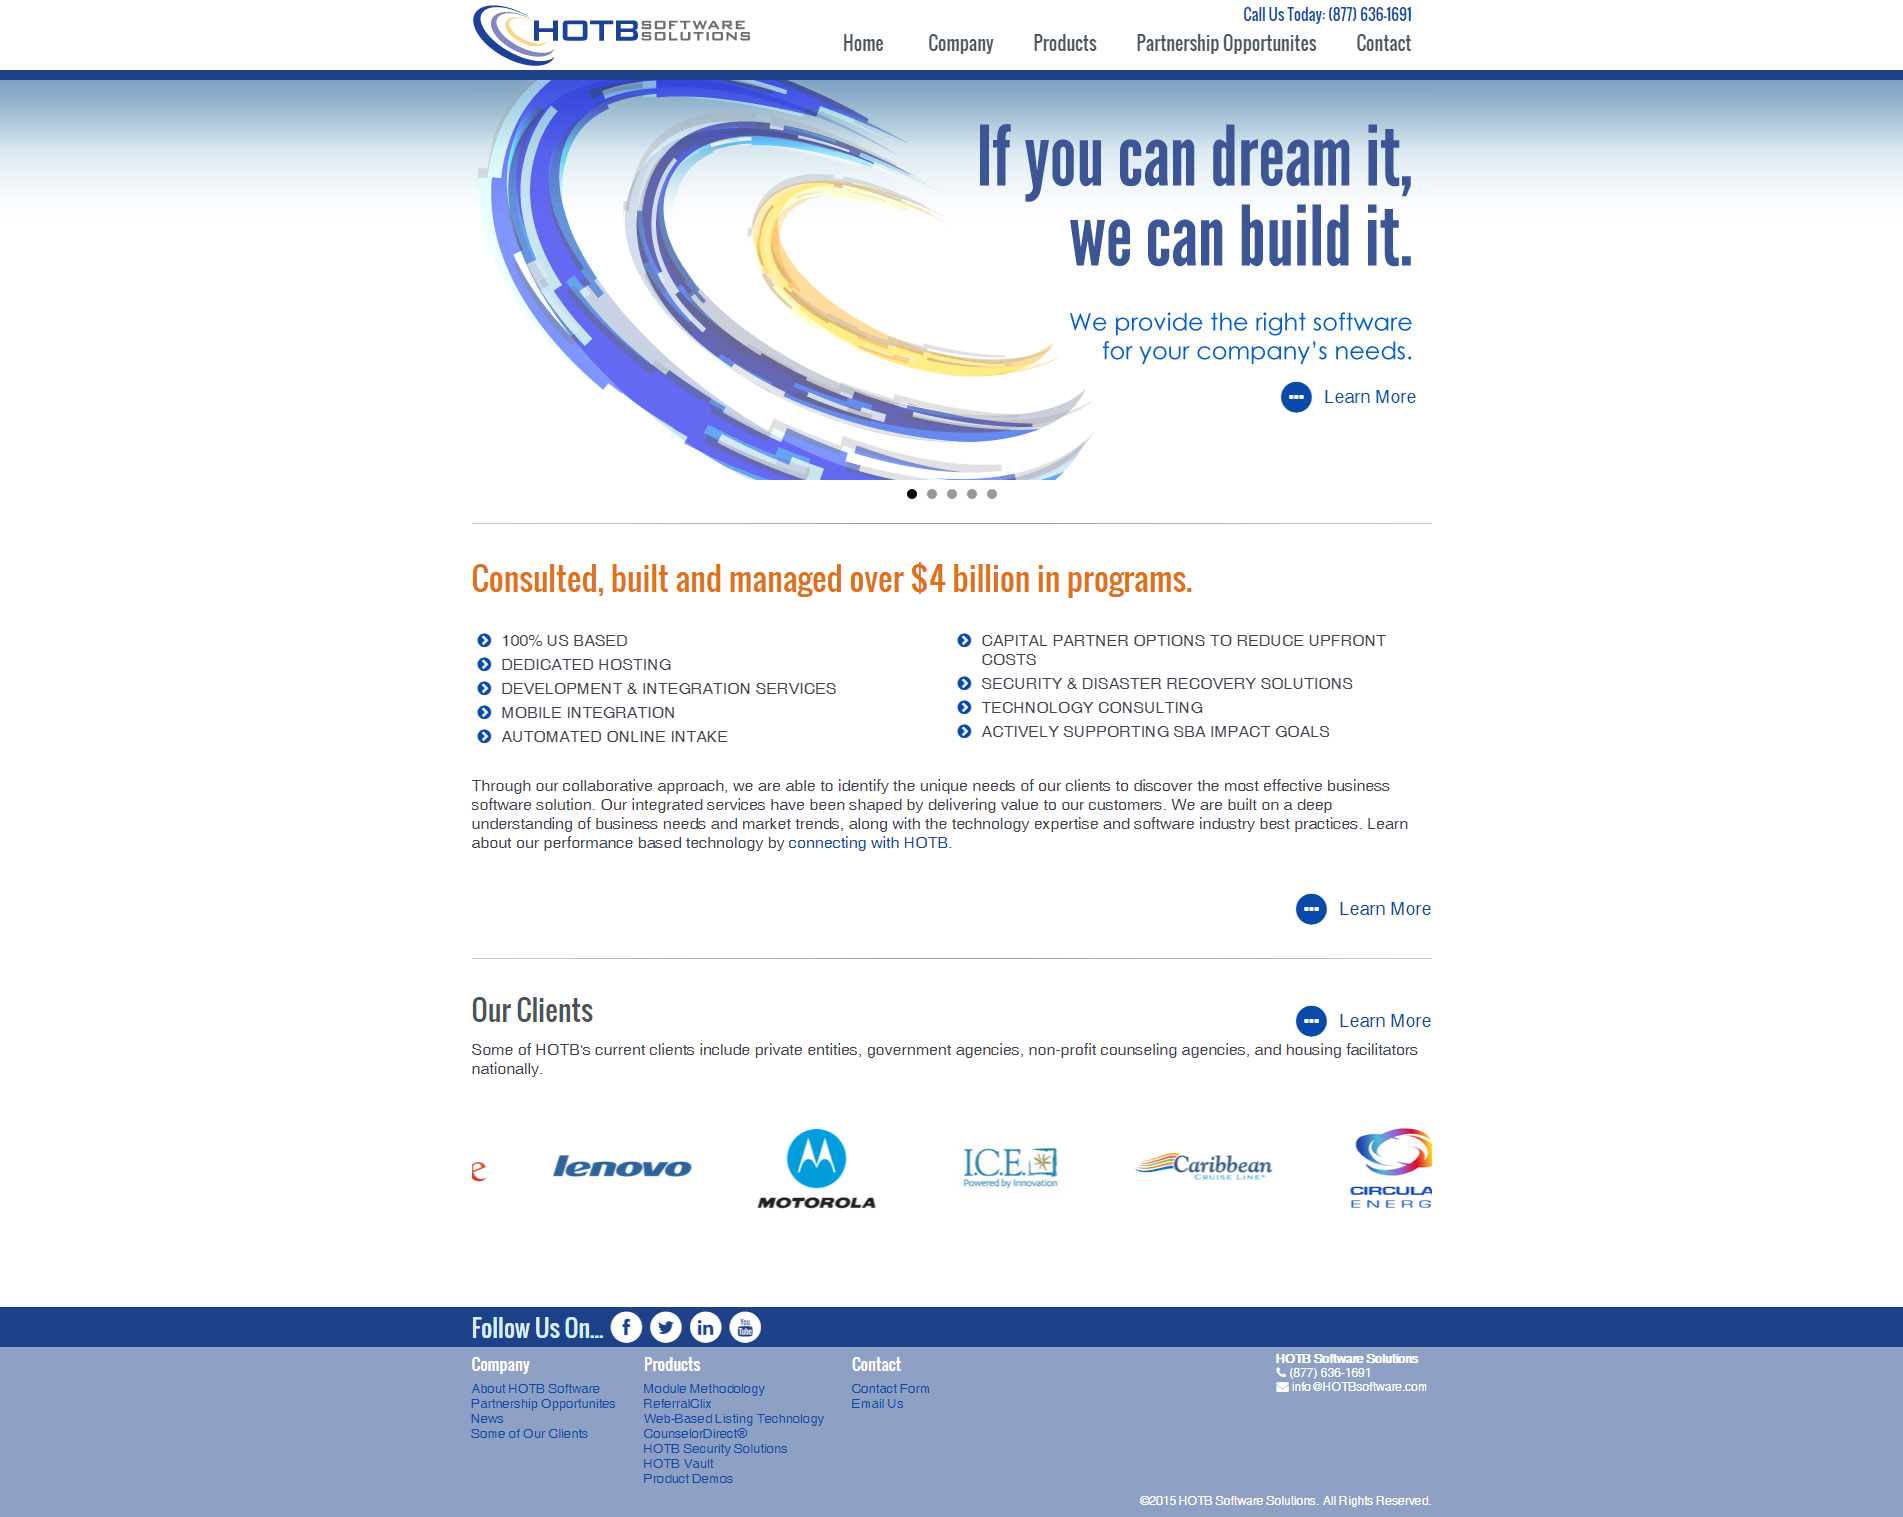 HOTB SOFTWARE SOLUTIONS
Call Us Today: (877) 636-1691
Home Company Products Partnership Opportunites Contact
If you can dream it,
we can build it.
We provide the right software
for your company's needs.
Learn More
Consulted, built and managed over $4 billion in programs.
100% US BASED
DEDICATED HOSTING
DEVELOPMENT & INTEGRATION SERVICES
MOBILE INTEGRATION
AUTOMATED ONLINE INTAKE
CAPITAL PARTNER OPTIONS TO REDUCE UPFRONT
COSTS
SECURITY & DISASTER RECOVERY SOLUTIONS
TECHNOLOGY CONSULTING
ACTIVELY SUPPORTING SBA IMPACT GOALS
Through our collaborative approach, we are able to identify the unique needs of our clients to discover the most effective business
software solution. Our integrated services have been shaped by delivering value to our customers. We are built on a deep
understanding of business needs and market trends, along with the technology expertise and software industry best practices. Learn
about our performance based technology by connecting with HOTB.
Learn More
Our Clients
Learn More
Some of HOTB's current clients include private entities, government agencies, non-profit counseling agencies, and housing facilitators
nationally.
e
lenovo
MOTOROLA
I.C.E.
Powered by Innovation
Caribbean
CRUISE LINE
CIRCULA
ENERG
Follow Us On...
You Tube
Company
About HOTB Software
Partnership Opportunites
News
Some of Our Clients
Products
Module Methodology
ReferralClix
Web-Based Listing Technology
CounselorDirect®
HOTB Security Solutions
HOTB Vault
Product Demos
Contact
Contact Form
Email Us
HOTB Software Solutions
(877) 636-1691
info@HOTBsoftware.com
©2015 HOTB Software Solutions. All Rights Reserved.